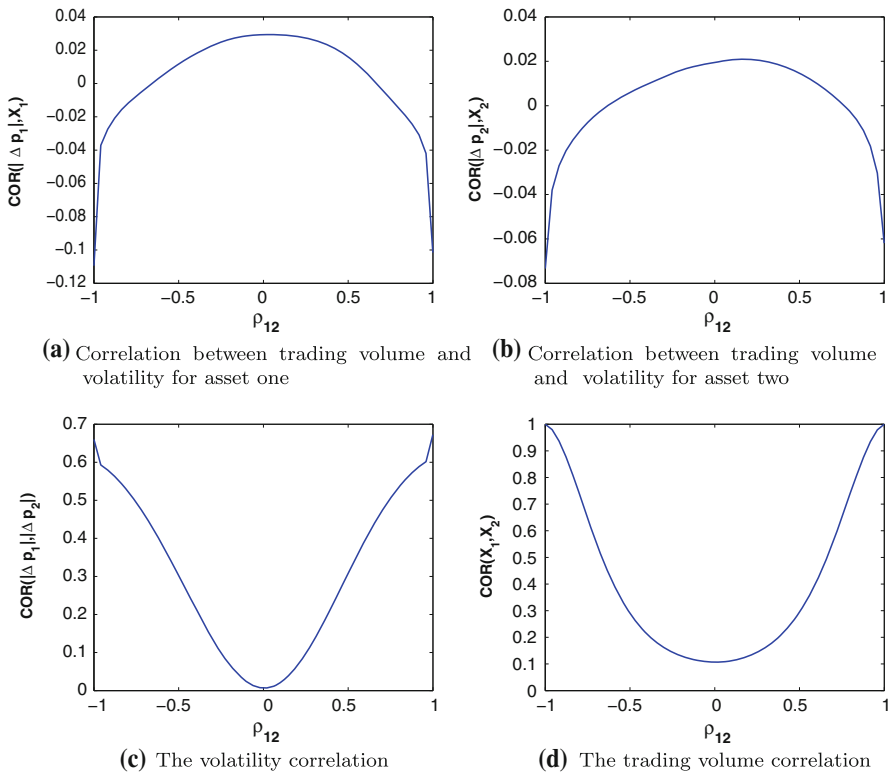 0.04
0.02
0
−0.02
−0.04
−0.06
−0.08
−0.1
−0.12
COR(| Δ p1|,X1)
−1 −0.5 0 0.5 1
ρ12
(a) Correlation between trading volume and
volatility for asset one
0.04
0.02
0
−0.02
−0.04
−0.06
−0.08
COR(|Δ p2|,X2)
−1 −0.5 0 0.5 1
ρ12
(b) Correlation between trading volume
and volatility for asset two
0.7
0.6
0.5
0.4
0.3
0.2
0.1
0
COR(|Δ p1|,|Δ p2|)
−1 −0.5 0 0.5 1
ρ12
(c) The volatility correlation
1
0.9
0.8
0.7
0.6
0.5
0.4
0.3
0.2
0.1
0
COR(X1,X2)
−1 −0.5 0 0.5 1
ρ12
(d) The trading volume correlation